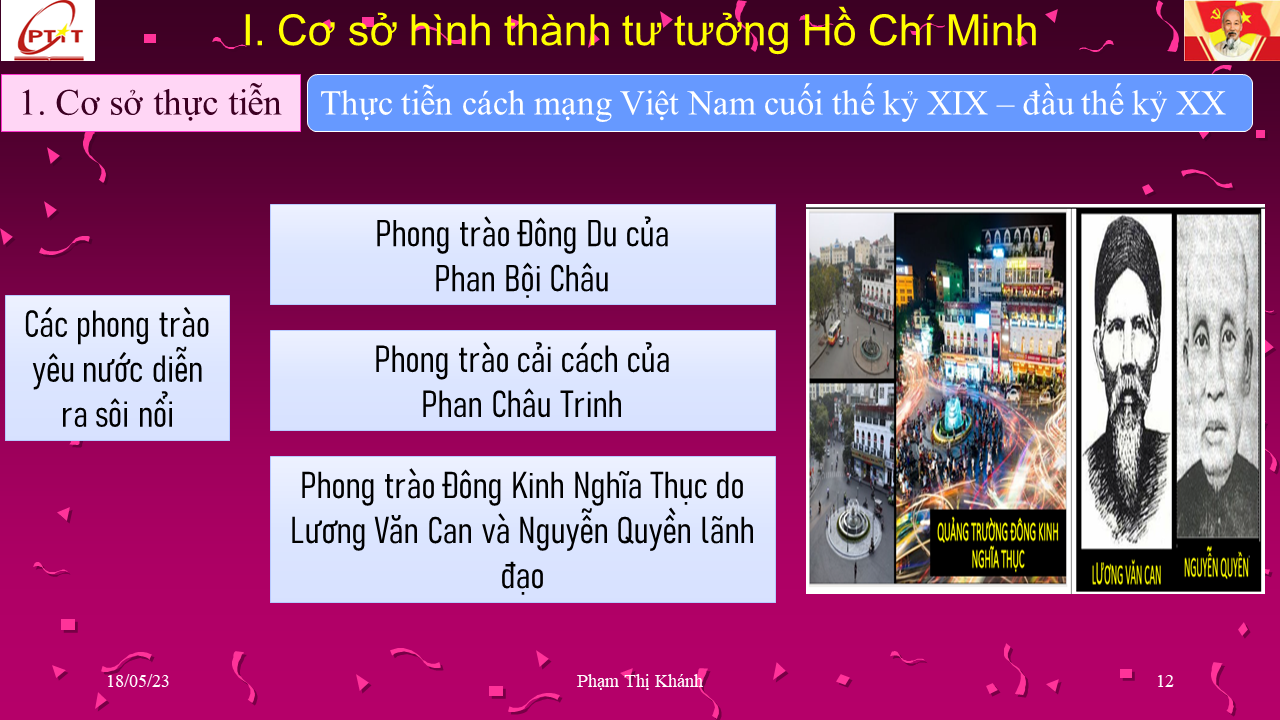 PTIT
I. Cơ sở hình thành tư tưởng Hồ Chí Minh
1. Cơ sở thực tiễn
Thực tiễn cách mạng Việt Nam cuối thế kỷ XIX – đầu thế kỷ XX
Các phong trào
yêu nước diễn
ra sôi nổi
Phong trào Đông Du của
Phan Bội Châu
Phong trào cải cách của
Phan Châu Trinh
Phong trào Đông Kinh Nghĩa Thục do
Lương Văn Can và Nguyễn Quyền lãnh
đạo
QUẢNG TRƯỜNG ĐÔNG KINH
NGHĨA THỤC
LƯƠNG VĂN CAN
NGUYỄN QUYỀN
18/05/23
Phạm Thị Khánh
12